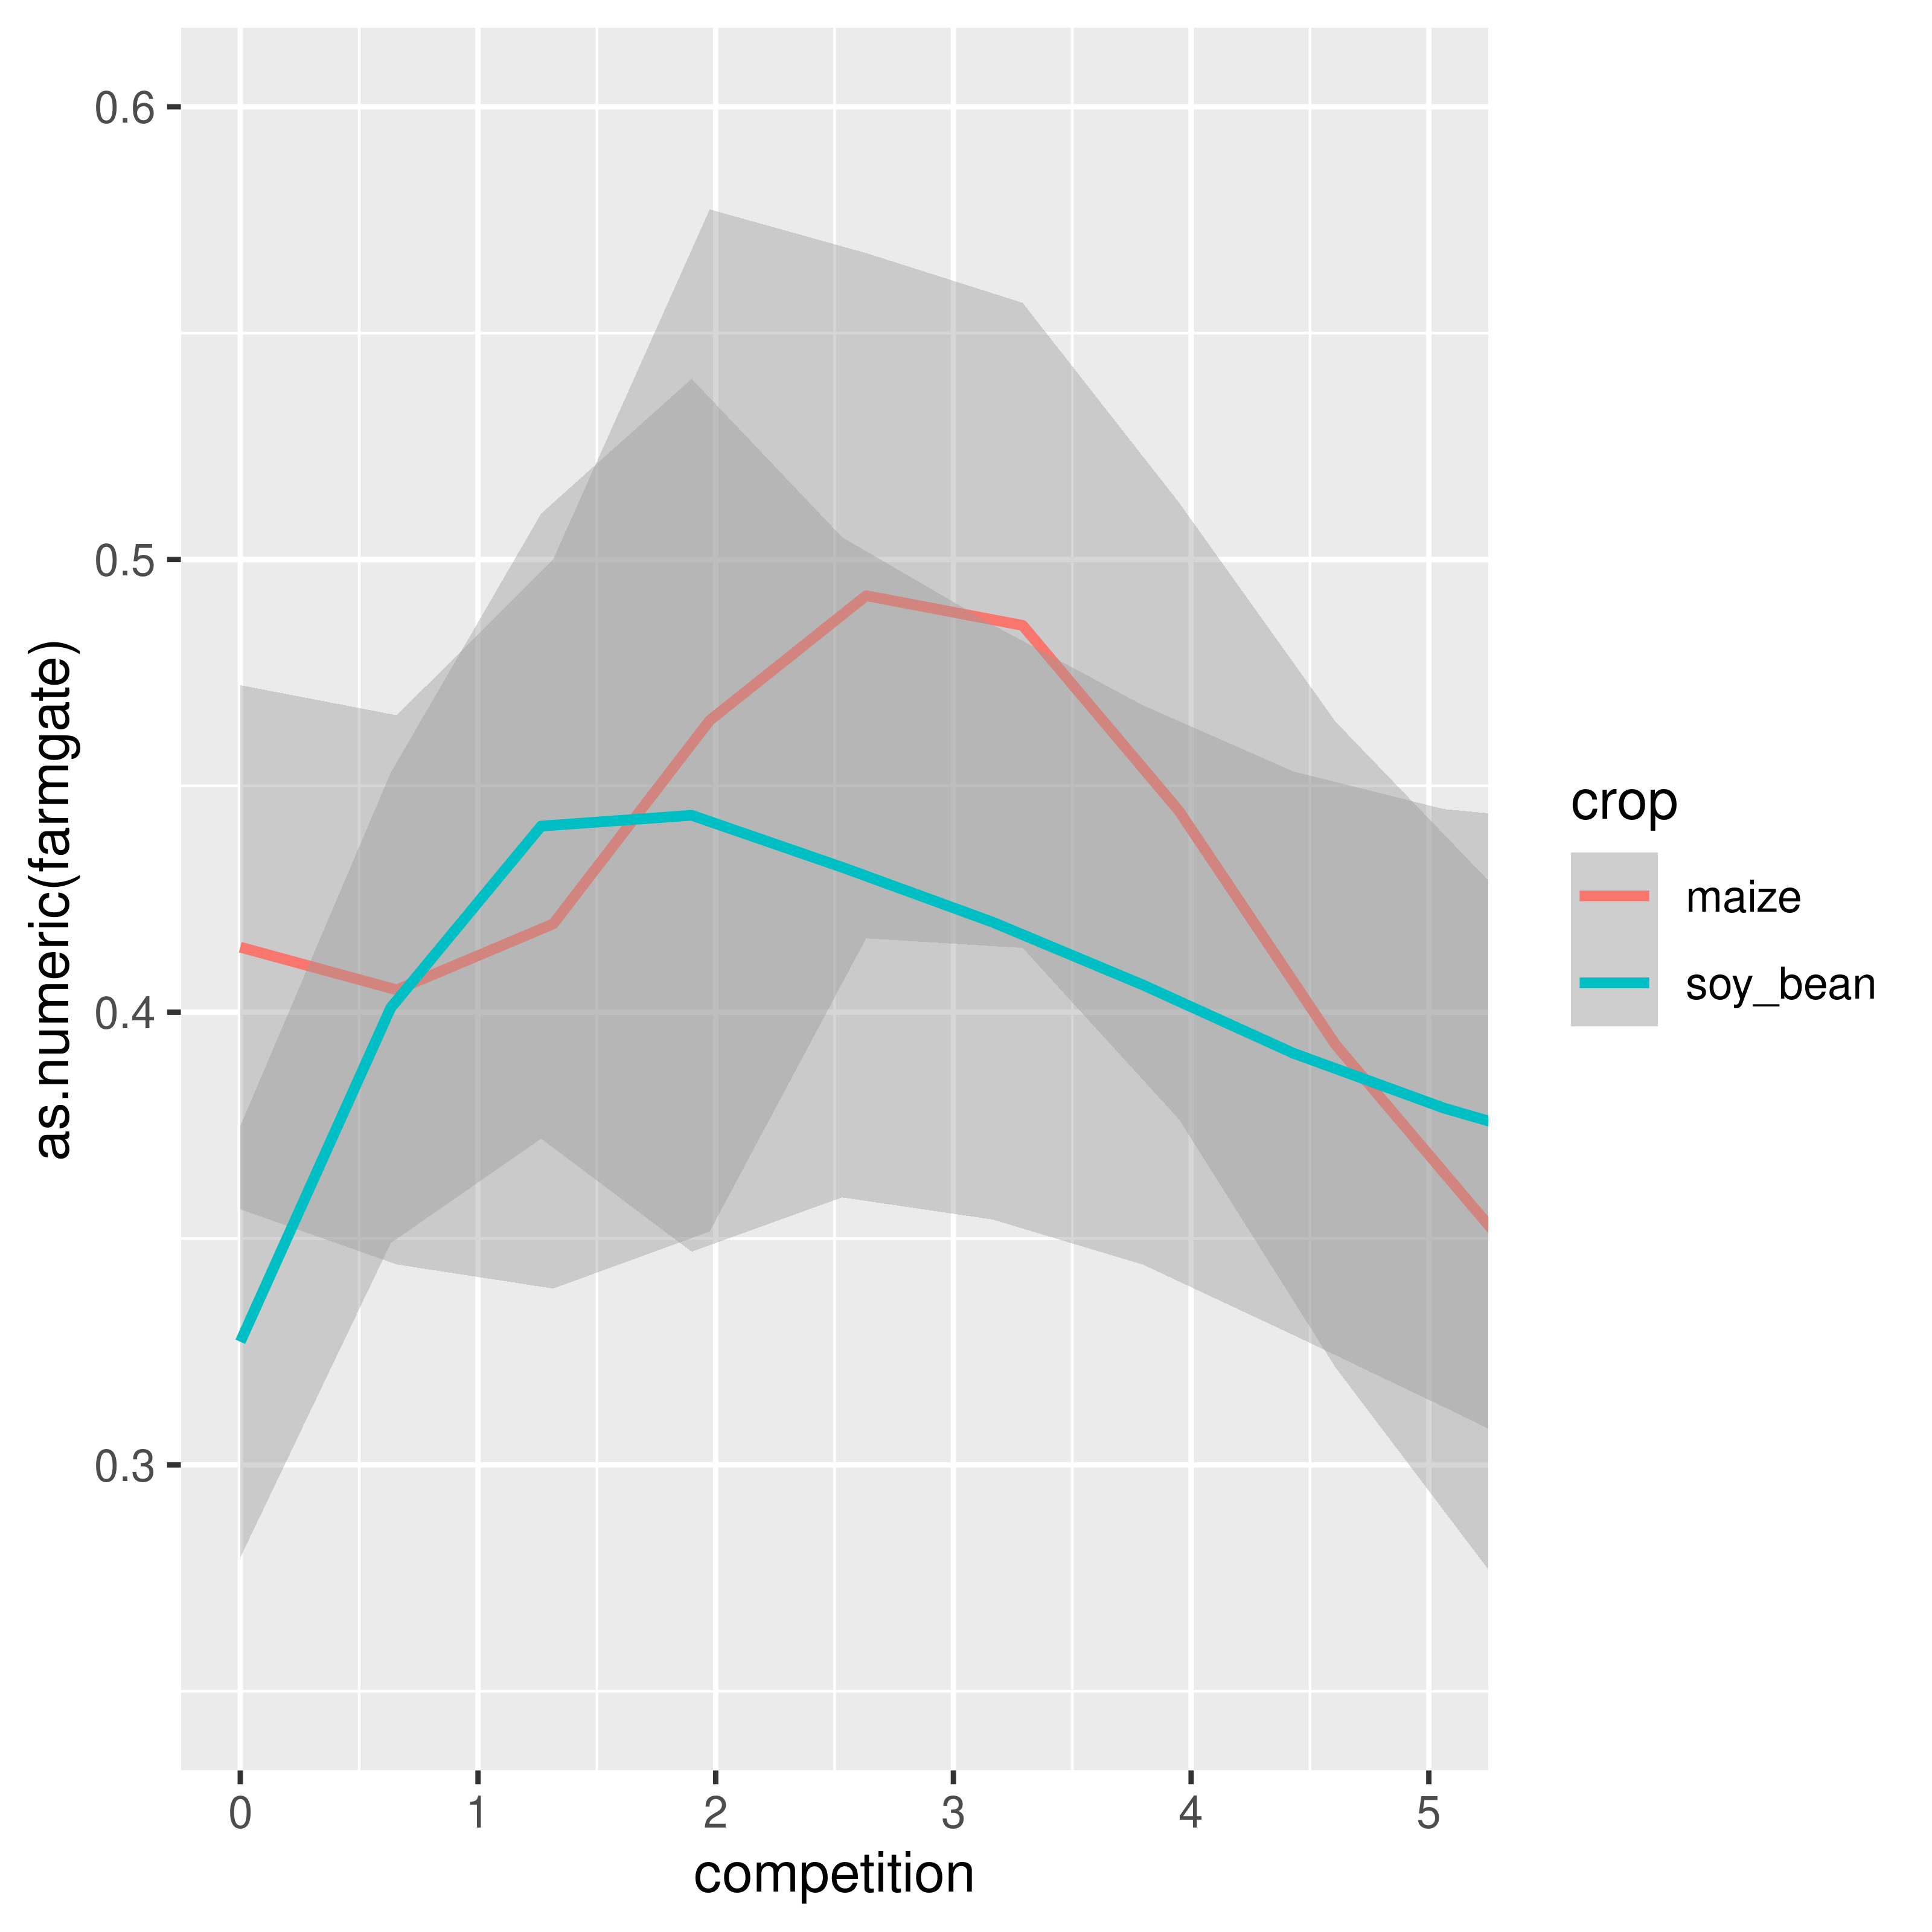 as.numeric(farmgate)
0.6
0.5
0.4
0.3
0 1 2 3 4 5
competition
crop
maize
soy_bean